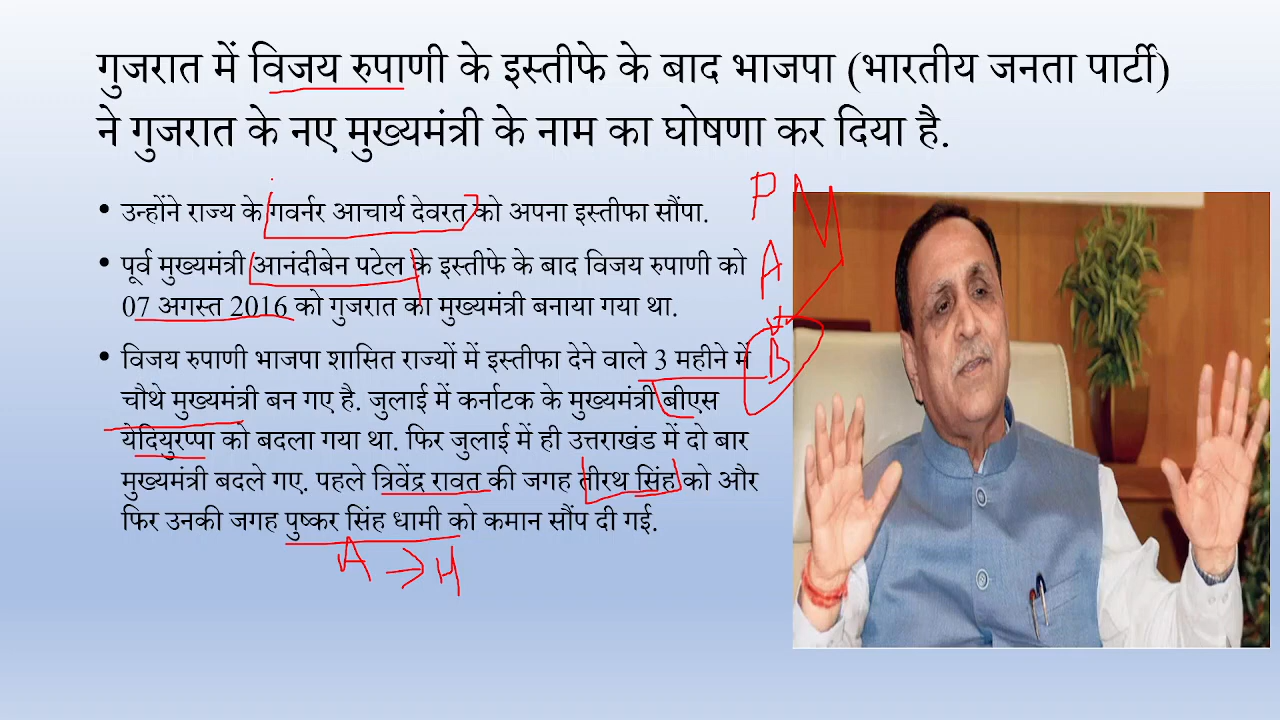 गुजरात में विजय रुपाणी के इस्तीफे के बाद भाजपा (भारतीय जनता पार्टी)
ने गुजरात के नए मुख्यमंत्री के नाम का घोषणा कर दिया है.
• उन्होंने राज्य के गवर्नर आचार्य देवरत को अपना इस्तीफा सौंपा.
• पूर्व मुख्यमंत्री आनंदीबेन पटेल के इस्तीफे के बाद विजय रुपाणी को
07 अगस्त 2016 को गुजरात का मुख्यमंत्री बनाया गया था.
• विजय रुपाणी भाजपा शासित राज्यों में इस्तीफा देने वाले 3 महीने में
चौथे मुख्यमंत्री बन गए है. जुलाई में कर्नाटक के मुख्यमंत्री बीएस
येदियुरप्पा को बदला गया था. फिर जुलाई में ही उत्तराखंड में दो बार
मुख्यमंत्री बदले गए. पहले त्रिवेंद्र रावत की जगह तीरथ सिंह को और
फिर उनकी जगह पुष्कर सिंह धामी को कमान सौंप दी गई.
P M
A
B
A → H